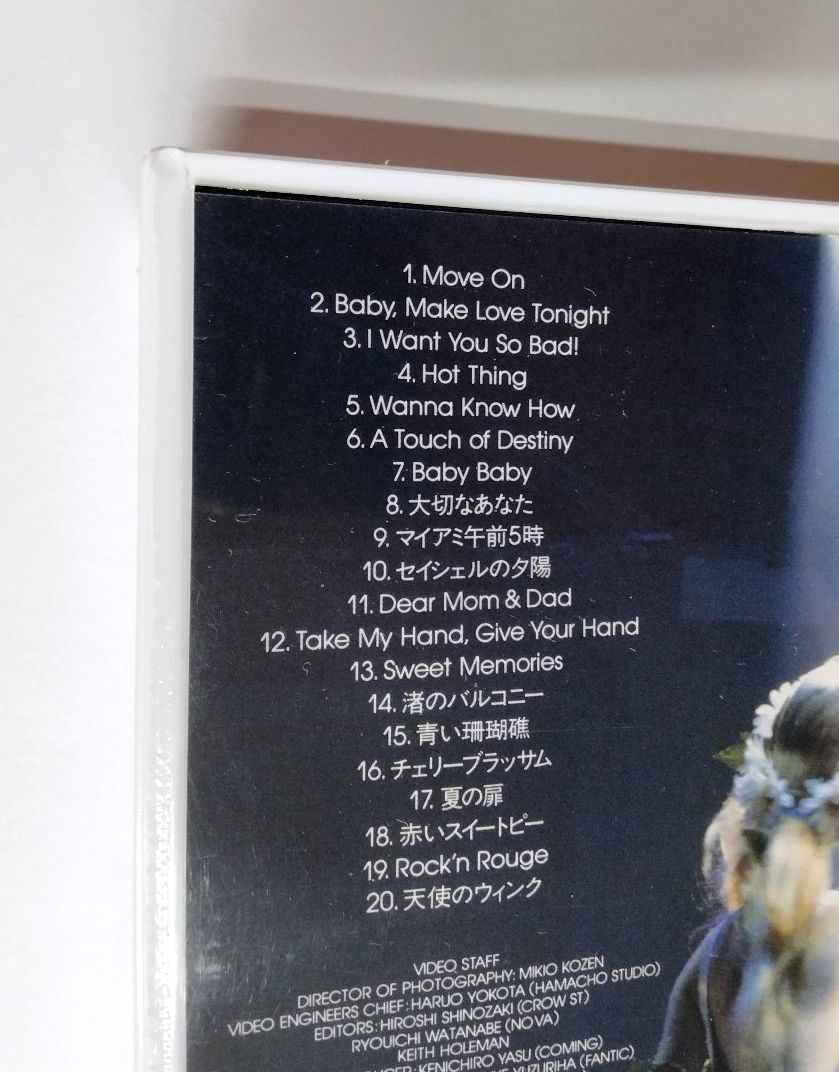 1. Move On
2. Baby, Make Love Tonight
3. I Want You So Bad!
4. Hot Thing
5. Wanna Know How
6. A Touch of Destiny
7. Baby Baby
8. 大切なあなた
9. マイアミ午前5時
10. セイシェルの夕陽
11. Dear Mom & Dad
12. Take My Hand, Give Your Hand
13. Sweet Memories
14. 渚のバルコニー
15. 青い珊瑚礁
16. チェリーブラッサム
17. 夏の扉
18. 赤いスイートピー
19. Rock'n Rouge
20. 天使のウィンク
VIDEO STAFF
DIRECTOR OF PHOTOGRAPHY: MIKIO KOZEN
VIDEO ENGINEERS CHIEF: HARUO YOKOTA (HAMACHO STUDIO)
EDITORS: HIROSHI SHINOZAKI (CROW ST)
RYOUICHI WATANABE (NOVA)
KEITH HOLEMAN
KENICHIRO YASU (COMING)
YUZURIHA (FANTIC)